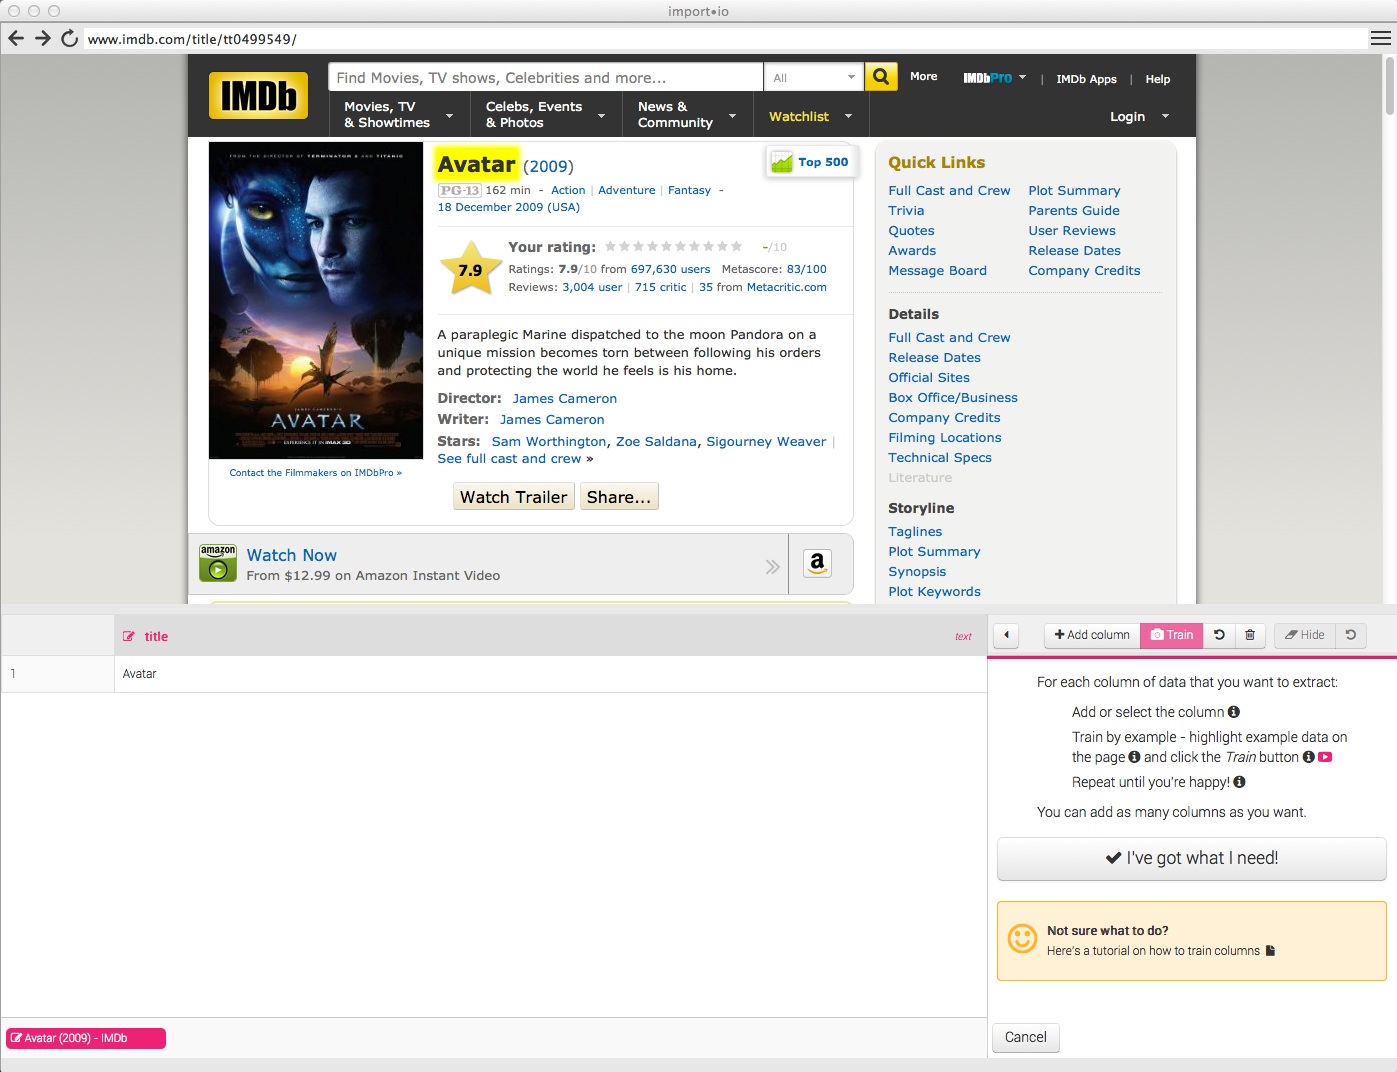 import•io
www.imdb.com/title/tt0499549/
IMDb
Find Movies, TV shows, Celebrities and more...
All
More
IMDbPro
|
IMDb Apps
|
Help
Movies, TV
& Showtimes
Celebs, Events
& Photos
News &
Community
Watchlist
Login
FROM THE DIRECTOR OF TERMINATOR 2 AND TITANIC
JAMES CAMERON'S
AVATAR
EXPERIENCE IT IN IMAX 3D
Contact the Filmmakers on IMDbPro »
Avatar (2009)
Top 500
PG-13 162 min - Action | Adventure | Fantasy -
18 December 2009 (USA)
7.9
Your rating: -/10
Ratings: 7.9/10 from 697,630 users Metascore: 83/100
Reviews: 3,004 user | 715 critic | 35 from Metacritic.com
A paraplegic Marine dispatched to the moon Pandora on a
unique mission becomes torn between following his orders
and protecting the world he feels is his home.
Director: James Cameron
Writer: James Cameron
Stars: Sam Worthington, Zoe Saldana, Sigourney Weaver |
See full cast and crew »
Watch Trailer
Share...
amazon
Watch Now
From $12.99 on Amazon Instant Video
a
Quick Links
Full Cast and Crew
Trivia
Quotes
Awards
Message Board
Plot Summary
Parents Guide
User Reviews
Release Dates
Company Credits
Details
Full Cast and Crew
Release Dates
Official Sites
Box Office/Business
Company Credits
Filming Locations
Technical Specs
Literature
Storyline
Taglines
Plot Summary
Synopsis
Plot Keywords
title
text
1
Avatar
Add column
Train
Hide
For each column of data that you want to extract:
Add or select the column
Train by example - highlight example data on
the page and click the Train button
Repeat until you're happy!
You can add as many columns as you want.
I've got what I need!
Not sure what to do?
Here's a tutorial on how to train columns
Avatar (2009) - IMDb
Cancel